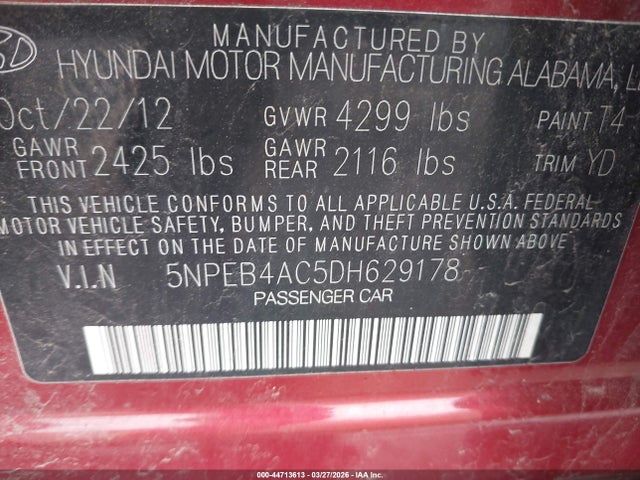 MANUFACTURED BY
HYUNDAI MOTOR MANUFACTURING ALABAMA,
Oct/22/12 GVWR 4299 lbs PAINT T4
GAWR FRONT 2425 lbs GAWR REAR 2116 lbs TRIM YD
THIS VEHICLE CONFORMS TO ALL APPLICABLE U.S.A. FEDERAL
MOTOR VEHICLE SAFETY, BUMPER, AND THEFT PREVENTION STANDARDS
IN EFFECT ON THE DATE OF MANUFACTURE SHOWN ABOVE
V.I.N 5NPEB4AC5DH629178
PASSENGER CAR
000-44713613 | 03/27/2026 | IAA Inc.